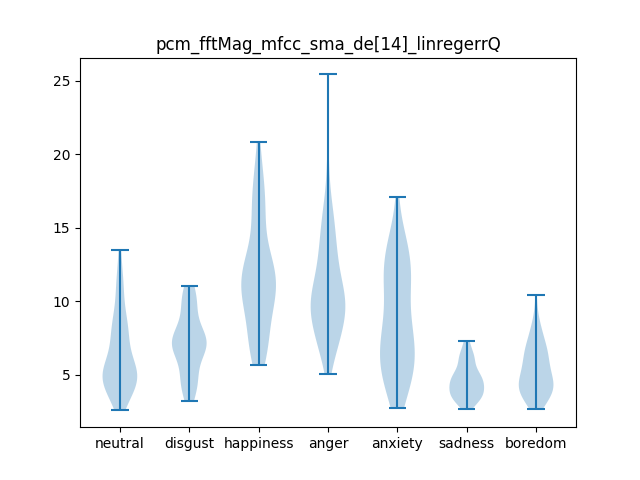 pcm_fftMag_mfcc_sma_de[14]_linregerrQ
25
20
15
10
5
neutral disgust happiness anger anxiety sadness boredom